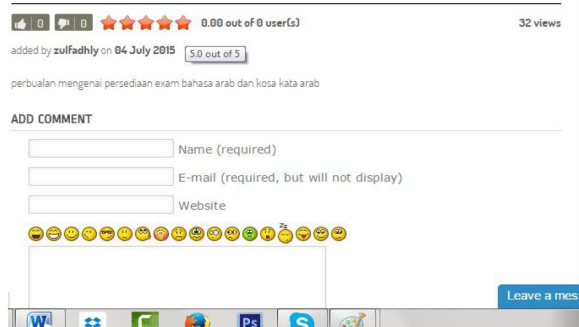 0 0 0.00 out of 0 user(s) 32 views
added by zulfadhly on 04 July 2015 5.0 out of 5
perbualan mengenai persediaan exam bahasa arab dan kosa kata arab
ADD COMMENT
Name (required)
E-mail (required, but will not display)
Website
zz
Leave a mes
W Ps S